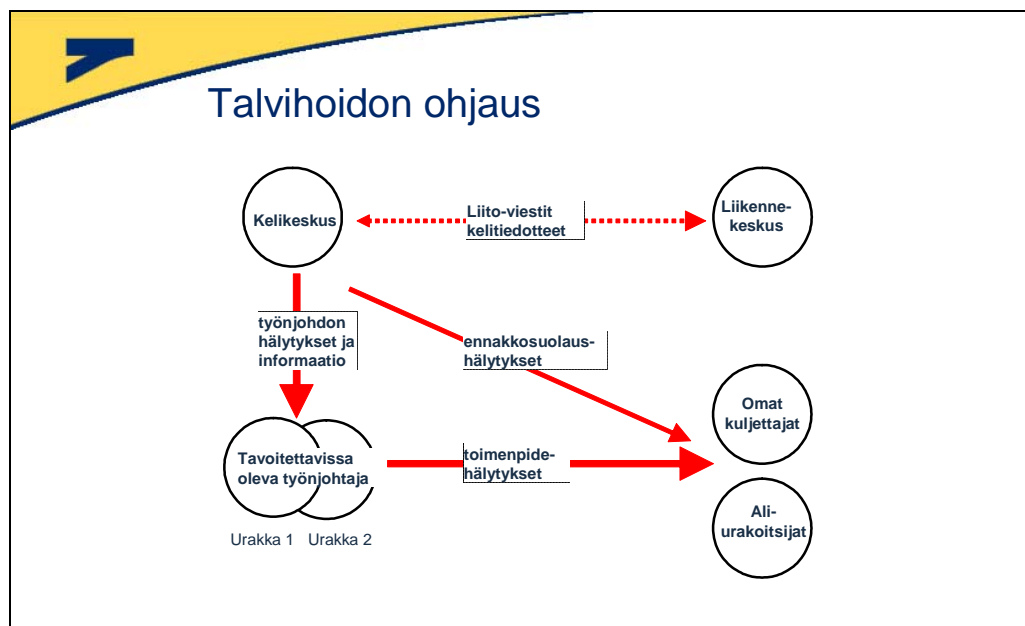 Talvihoidon ohjaus
Kelikeskus
Liito-viestit
kelitiedotteet
Liikenne-
keskus
työnjohdon
hälytykset ja
informaatio
ennakkosuolaus-
hälytykset
Omat
kuljettajat
Tavoitettavissa
oleva työnjohtaja
toimenpide-
hälytykset
Ali-
urakoitsijat
Urakka 1
Urakka 2